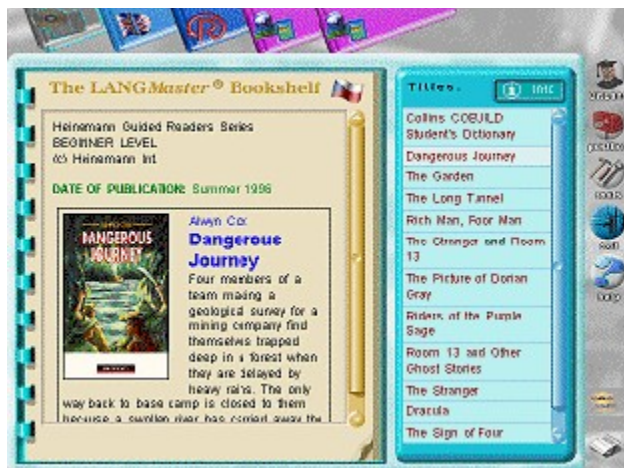 The LANGMaster® Bookshelf
Heinemann Guided Readers Series
BEGINNER LEVEL
(c) Heinemann Int.
DATE OF PUBLICATION: Summer 1996
DANGEROUS
JOURNEY
Alwyn Cox
Dangerous
Journey
Four members of a
team making a
geological survey for a
mining company find
themselves trapped
deep in a forest when
they are delayed by
heavy rains. The only
way back to base camp is closed to them
because a swollen river has carried away the
Titles:
Info
Collins COBUILD
Student's Dictionary
Dangerous Journey
The Garden
The Long Tunnel
Rich Man, Poor Man
The Stranger and Room
13
The Picture of Dorian
Gray
Riders of the Purple
Sage
Room 13 and Other
Ghost Stories
The Stranger
Dracula
The Sign of Four
tools
exit
help